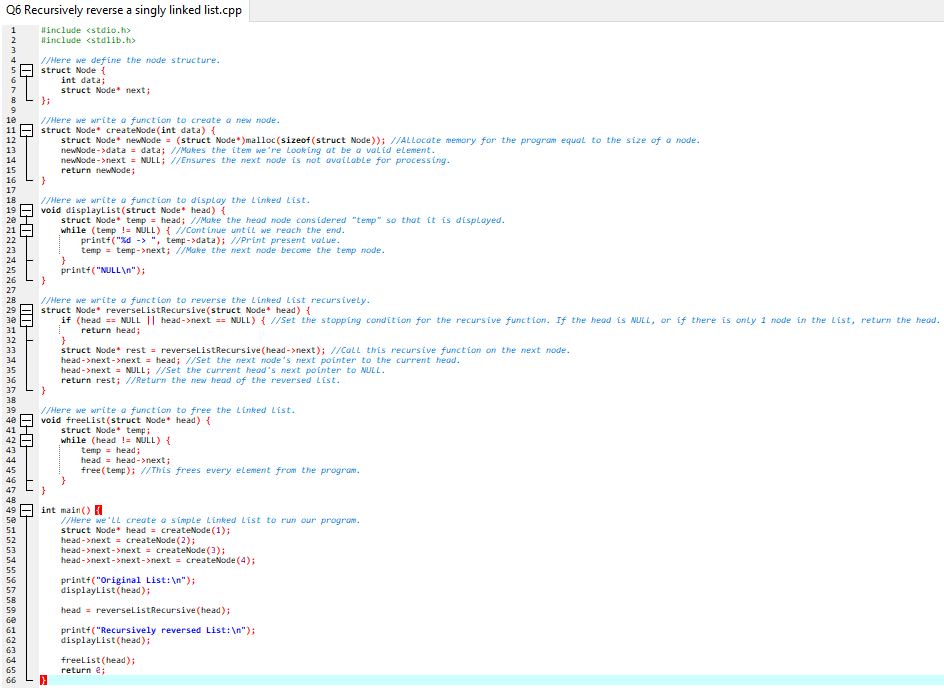 Q6 Recursively reverse a singly linked list.cpp
1 #include <stdio.h>
2 #include <stdlib.h>
3
4 //Here we define the node structure.
5 struct Node {
6 int data;
7 struct Node* next;
8 };
9
10 //Here we write a function to create a new node.
11 struct Node* createNode(int data) {
12 struct Node* newNode = (struct Node*)malloc(sizeof(struct Node)); //Allocate memory for the program equal to the size of a node.
13 newNode->data = data; //Makes the item we're looking at be a valid element.
14 newNode->next = NULL; //Ensures the next node is not available for processing.
15 return newNode;
16 }
17
18 //Here we write a function to display the linked list.
19 void displayList(struct Node* head) {
20 struct Node* temp = head; //Make the head node considered "temp" so that it is displayed.
21 while (temp != NULL) { //Continue until we reach the end.
22 printf("%d -> ", temp->data); //Print present value.
23 temp = temp->next; //Make the next node become the temp node.
24 }
25 printf("NULL\n");
26 }
27
28 //Here we write a function to reverse the linked list recursively.
29 struct Node* reverseListRecursive(struct Node* head) {
30 if (head == NULL || head->next == NULL) { //Set the stopping condition for the recursive function. If the head is NULL, or if there is only 1 node in the list, return the head.
31 return head;
32 }
33 struct Node* rest = reverseListRecursive(head->next); //Call this recursive function on the next node.
34 head->next->next = head; //Set the next node's next pointer to the current head.
35 head->next = NULL; //Set the current head's next pointer to NULL.
36 return rest; //Return the new head of the reversed list.
37 }
38
39 //Here we write a function to free the linked list.
40 void freeList(struct Node* head) {
41 struct Node* temp;
42 while (head != NULL) {
43 temp = head;
44 head = head->next;
45 free(temp); //This frees every element from the program.
46 }
47 }
48
49 int main() {
50 //Here we'll create a simple linked list to run our program.
51 struct Node* head = createNode(1);
52 head->next = createNode(2);
53 head->next->next = createNode(3);
54 head->next->next->next = createNode(4);
55
56 printf("Original List:\n");
57 displayList(head);
58
59 head = reverseListRecursive(head);
60
61 printf("Recursively reversed List:\n");
62 displayList(head);
63
64 freeList(head);
65 return 0;
66 }